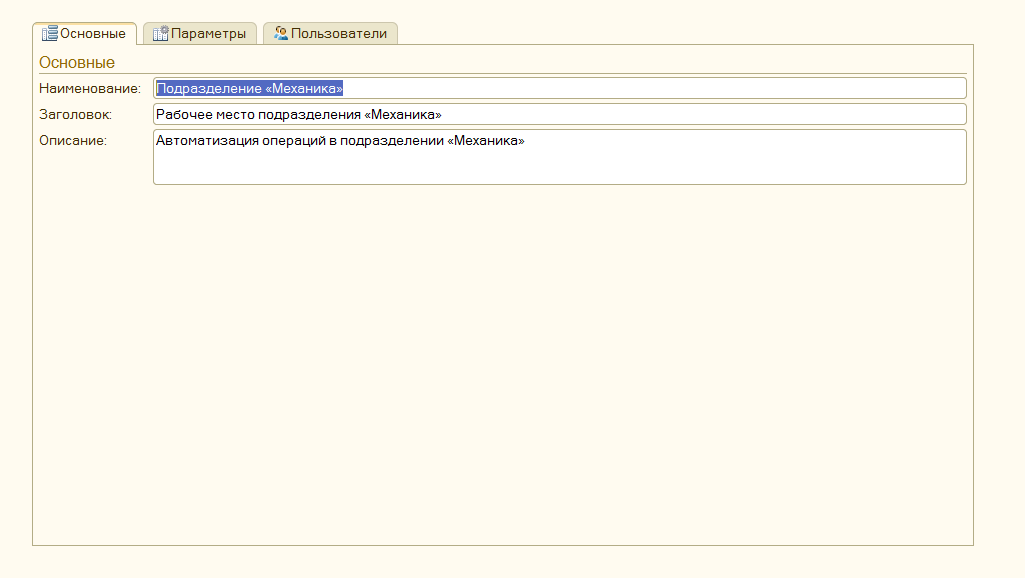 Основные Параметры Пользователи
Основные
Наименование: Подразделение «Механика»
Заголовок: Рабочее место подразделения «Механика»
Описание: Автоматизация операций в подразделении «Механика»